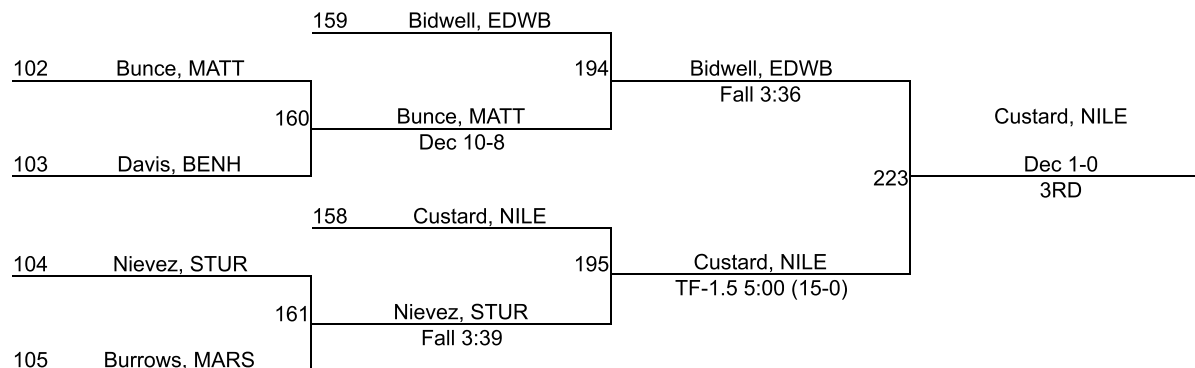 159 Bidwell, EDWB
102 Bunce, MATT
194 Bidwell, EDWB
Fall 3:36
160 Bunce, MATT
Dec 10-8
Custard, NILE
103 Davis, BENH
223 Dec 1-0
3RD
158 Custard, NILE
104 Nievez, STUR
195 Custard, NILE
TF-1.5 5:00 (15-0)
161 Nievez, STUR
Fall 3:39
105 Burrows, MARS